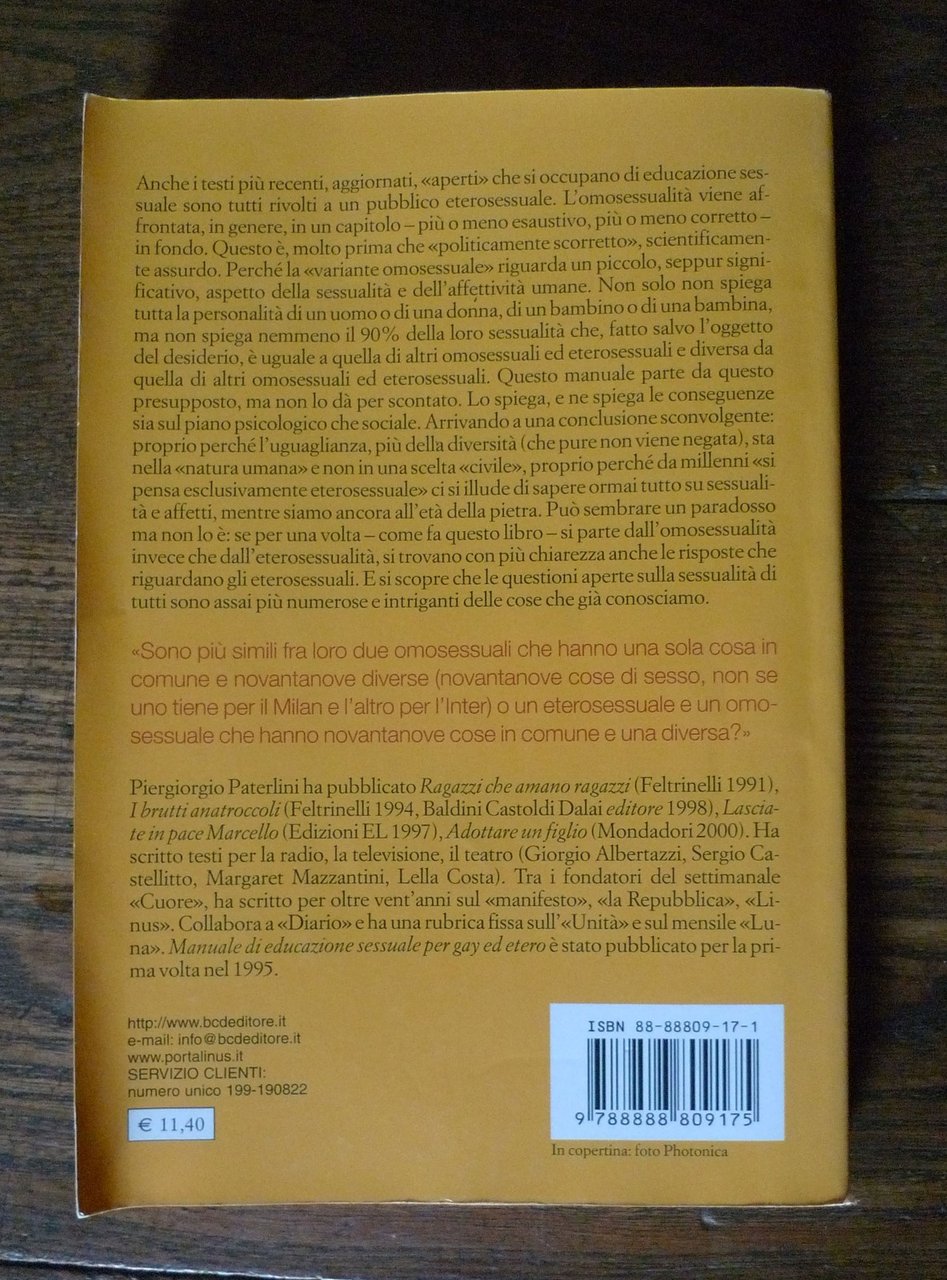 Anche i testi più recenti, aggiornati, «aperti» che si occupano di educazione ses-
suale sono tutti rivolti a un pubblico eterosessuale. L'omosessualità viene af-
frontata, in genere, in un capitolo – più o meno esaustivo, più o meno corretto –
in fondo. Questo è, molto prima che «politicamente scorretto», scientificamen-
te assurdo. Perché la «variante omosessuale» riguarda un piccolo, seppur signi-
ficativo, aspetto della sessualità e dell'affettività umane. Non solo non spiega
tutta la personalità di un uomo o di una donna, di un bambino o di una bambina,
ma non spiega nemmeno il 90% della loro sessualità che, fatto salvo l'oggetto
del desiderio, è uguale a quella di altri omosessuali ed eterosessuali e diversa da
quella di altri omosessuali ed eterosessuali. Questo manuale parte da questo
presupposto, ma non lo dà per scontato. Lo spiega, e ne spiega le conseguenze
sia sul piano psicologico che sociale. Arrivando a una conclusione sconvolgente:
proprio perché l'uguaglianza, più della diversità (che pure non viene negata), sta
nella «natura umana» e non in una scelta «civile», proprio perché da millenni «si
pensa esclusivamente eterosessuale» ci si illude di sapere ormai tutto su sessuali-
tà e affetti, mentre siamo ancora all'età della pietra. Può sembrare un paradosso
ma non lo è: se per una volta – come fa questo libro – si parte dall'omosessualità
invece che dall'eterosessualità, si trovano con più chiarezza anche le risposte che
riguardano gli eterosessuali. E si scopre che le questioni aperte sulla sessualità di
tutti sono assai più numerose e intriganti delle cose che già conosciamo.
«Sono più simili fra loro due omosessuali che hanno una sola cosa in
comune e novantanove diverse (novantanove cose di sesso, non se
uno tiene per il Milan e l'altro per l'Inter) o un eterosessuale e un omo-
sessuale che hanno novantanove cose in comune e una diversa?»
Piergiorgio Paterlini ha pubblicato Ragazzi che amano ragazzi (Feltrinelli 1991),
I brutti anatroccoli (Feltrinelli 1994, Baldini Castoldi Dalai editore 1998), Lascia-
te in pace Marcello (Edizioni EL 1997), Adottare un figlio (Mondadori 2000). Ha
scritto testi per la radio, la televisione, il teatro (Giorgio Albertazzi, Sergio Ca-
stellitto, Margaret Mazzantini, Lella Costa). Tra i fondatori del settimanale
«Cuore», ha scritto per oltre vent'anni sul «manifesto», «la Repubblica», «Li-
nus». Collabora a «Diario» e ha una rubrica fissa sull'«Unità» e sul mensile «Lu-
na». Manuale di educazione sessuale per gay ed etero è stato pubblicato per la pri-
ma volta nel 1995.
http://www.bcdeditore.it
e-mail: info@bcdeditore.it
www.portalinus.it
SERVIZIO CLIENTI:
numero unico 199-190822
€ 11,40
ISBN 88-88809-17-1
9 788888 809175
In copertina: foto Photonica